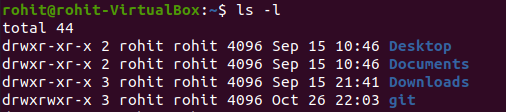 rohit@rohit-VirtualBox:~$ ls -l
total 44
drwxr-xr-x 2 rohit rohit 4096 Sep 15 10:46 Desktop
drwxr-xr-x 2 rohit rohit 4096 Sep 15 10:46 Documents
drwxr-xr-x 3 rohit rohit 4096 Sep 15 21:41 Downloads
drwxrwxr-x 3 rohit rohit 4096 Oct 26 22:03 git